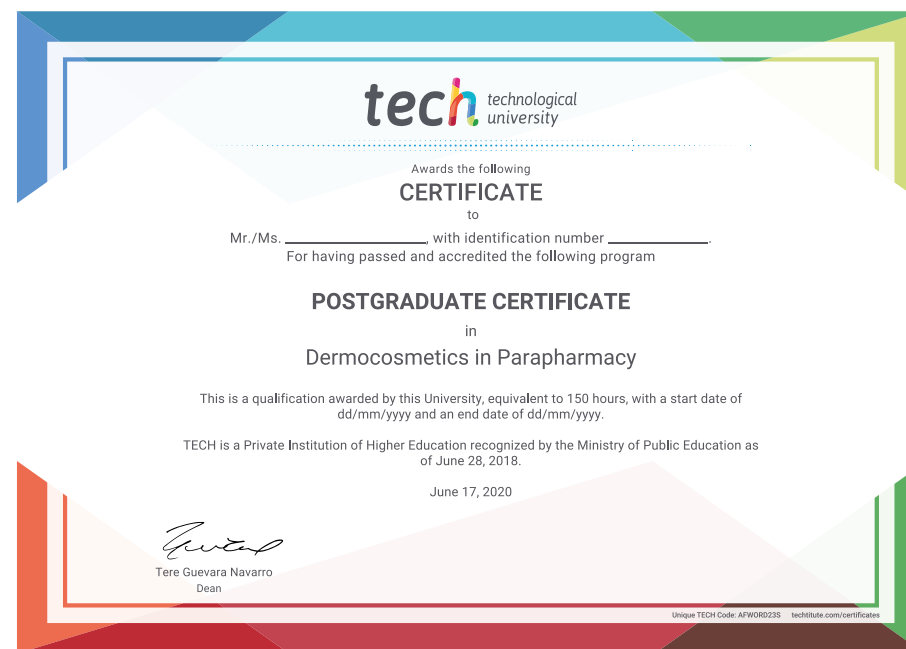 tech technological
university
Awards the following
CERTIFICATE
to
Mr./Ms. ____________, with identification number ____________.
For having passed and accredited the following program
POSTGRADUATE CERTIFICATE
in
Dermocosmetics in Parapharmacy
This is a qualification awarded by this University, equivalent to 150 hours, with a start date of
dd/mm/yyyy and an end date of dd/mm/yyyy.
TECH is a Private Institution of Higher Education recognized by the Ministry of Public Education as
of June 28, 2018.
June 17, 2020
Tere Guevara Navarro
Dean
Unique TECH Code: AFWORD23S techtitute.com/certificates